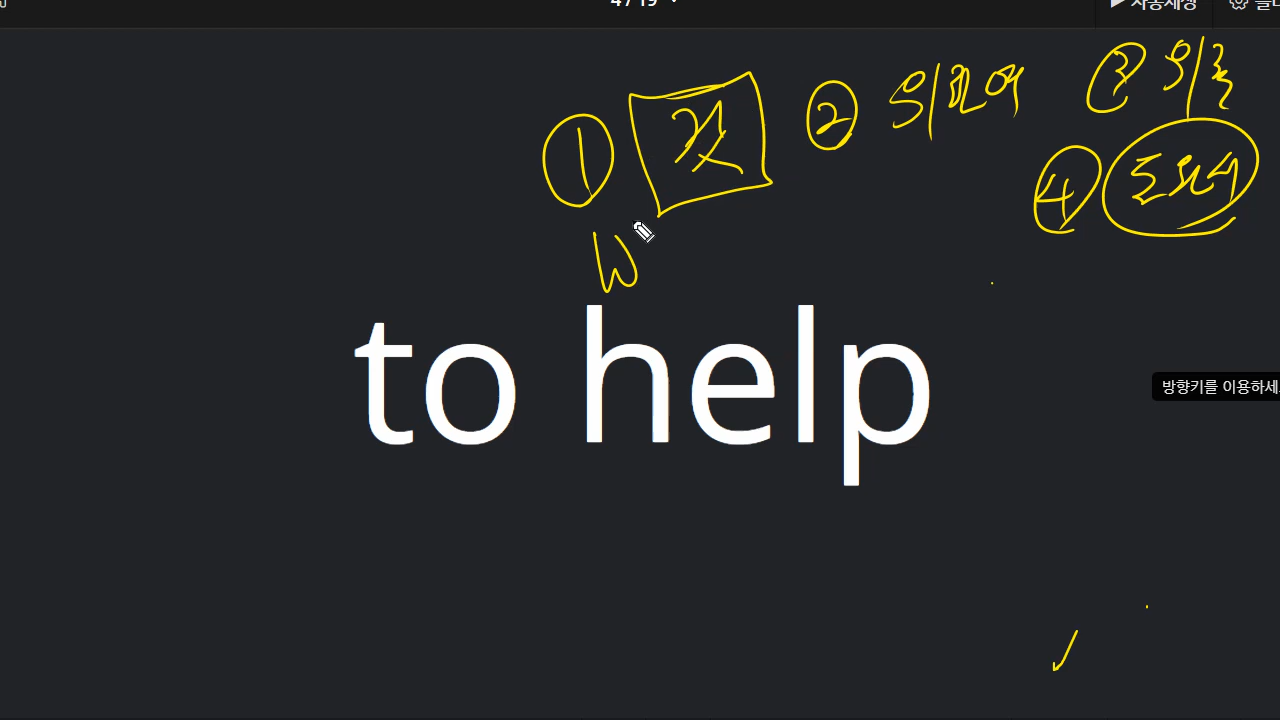 4 / 19
자동재생
① 것 ② 위하여 ③ 위한
④ 도와서
W
to help
방향키를 이용하세